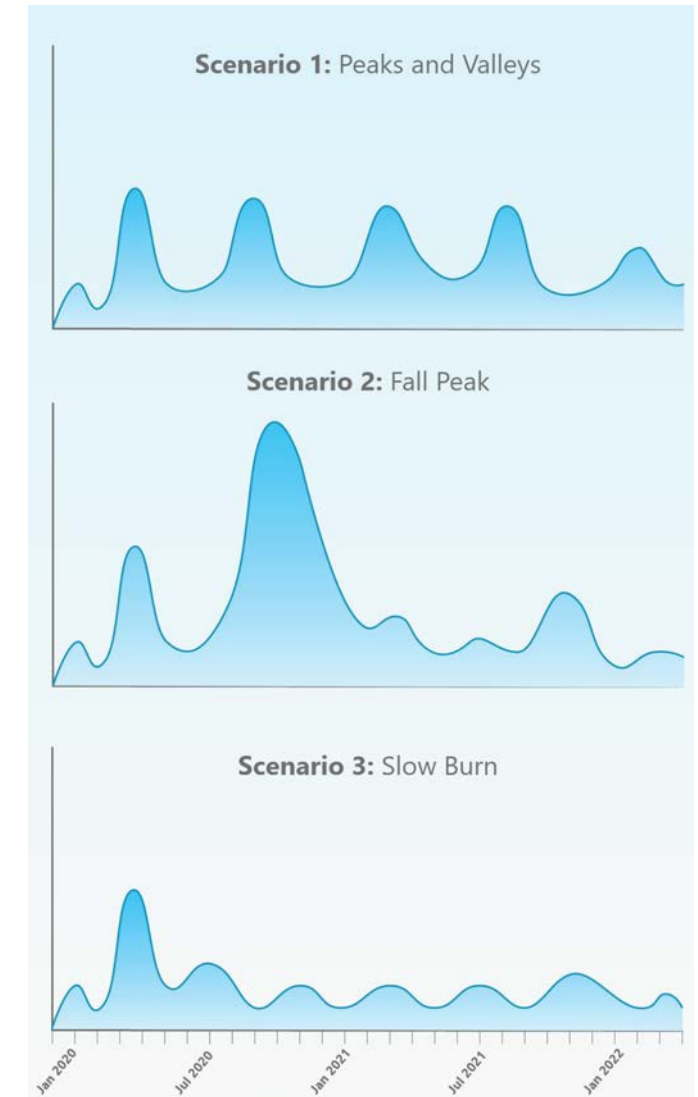 Scenario 1: Peaks and Valleys
Scenario 2: Fall Peak
Scenario 3: Slow Burn
Jan 2020
Jul 2020
Jan 2021
Jul 2021
Jan 2022